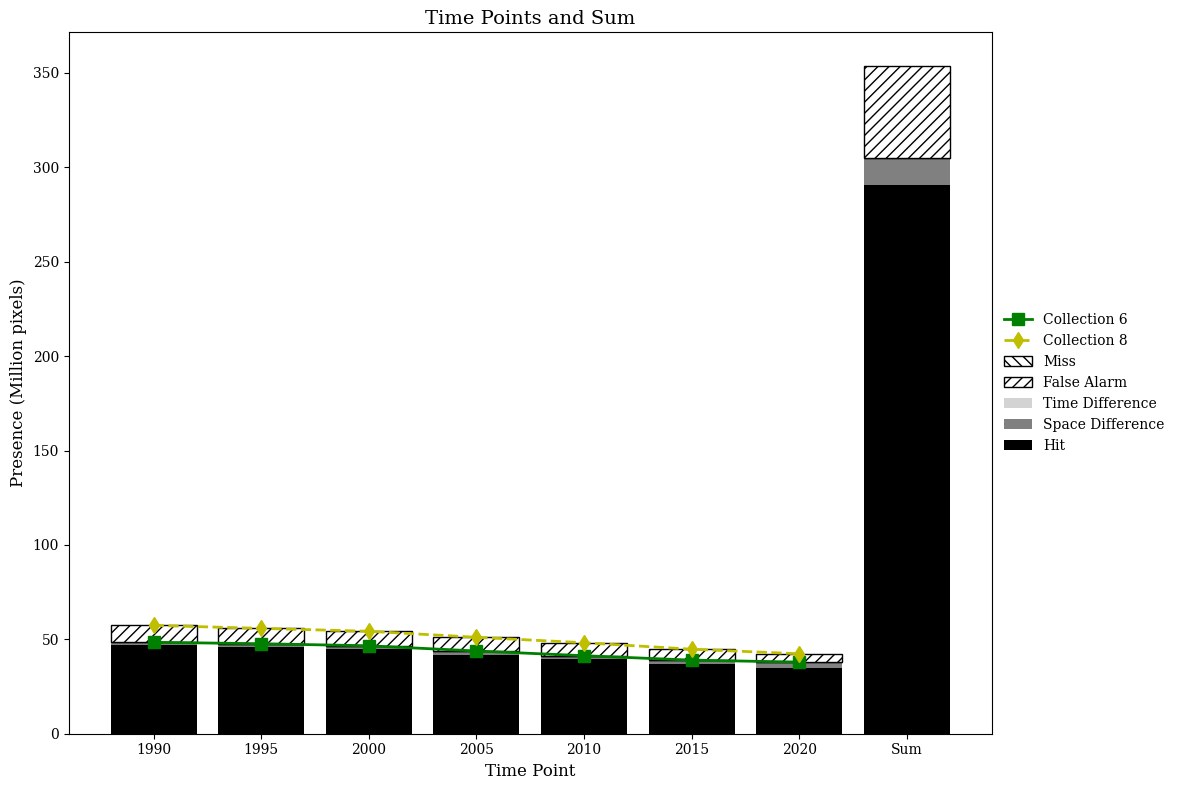 Time Points and Sum
Presence (Million pixels)
350
300
250
200
150
100
50
0
1990 1995 2000 2005 2010 2015 2020 Sum
Time Point
Collection 6
Collection 8
Miss
False Alarm
Time Difference
Space Difference
Hit